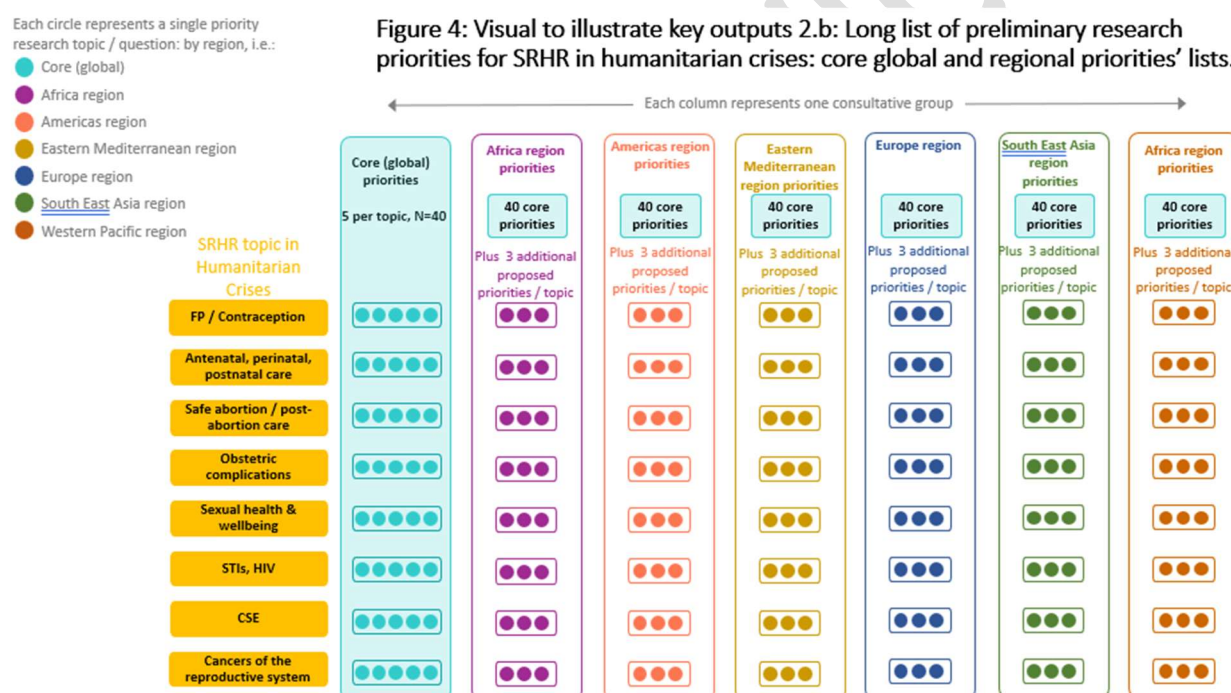 Each circle represents a single priority
research topic / question: by region, i.e.:
Core (global)
Africa region
Americas region
Eastern Mediterranean region
Europe region
South East Asia region
Western Pacific region
Figure 4: Visual to illustrate key outputs 2.b: Long list of preliminary research
priorities for SRHR in humanitarian crises: core global and regional priorities' lists.
Each column represents one consultative group
SRHR topic in
Humanitarian
Crises
FP / Contraception
Antenatal, perinatal,
postnatal care
Safe abortion / post-
abortion care
Obstetric
complications
Sexual health &
wellbeing
STIs, HIV
CSE
Cancers of the
reproductive system
Core (global)
priorities
5 per topic, N=40
Africa region
priorities
40 core
priorities
Plus 3 additional
proposed
priorities / topic
Americas region
priorities
40 core
priorities
Plus 3 additional
proposed
priorities / topic
Eastern
Mediterranean
region priorities
40 core
priorities
Plus 3 additional
proposed
priorities / topic
Europe region
40 core
priorities
Plus 3 additional
proposed
priorities / topic
South East Asia
region
priorities
40 core
priorities
Plus 3 additional
proposed
priorities / topic
Africa region
priorities
40 core
priorities
Plus 3 additional
proposed
priorities / topic